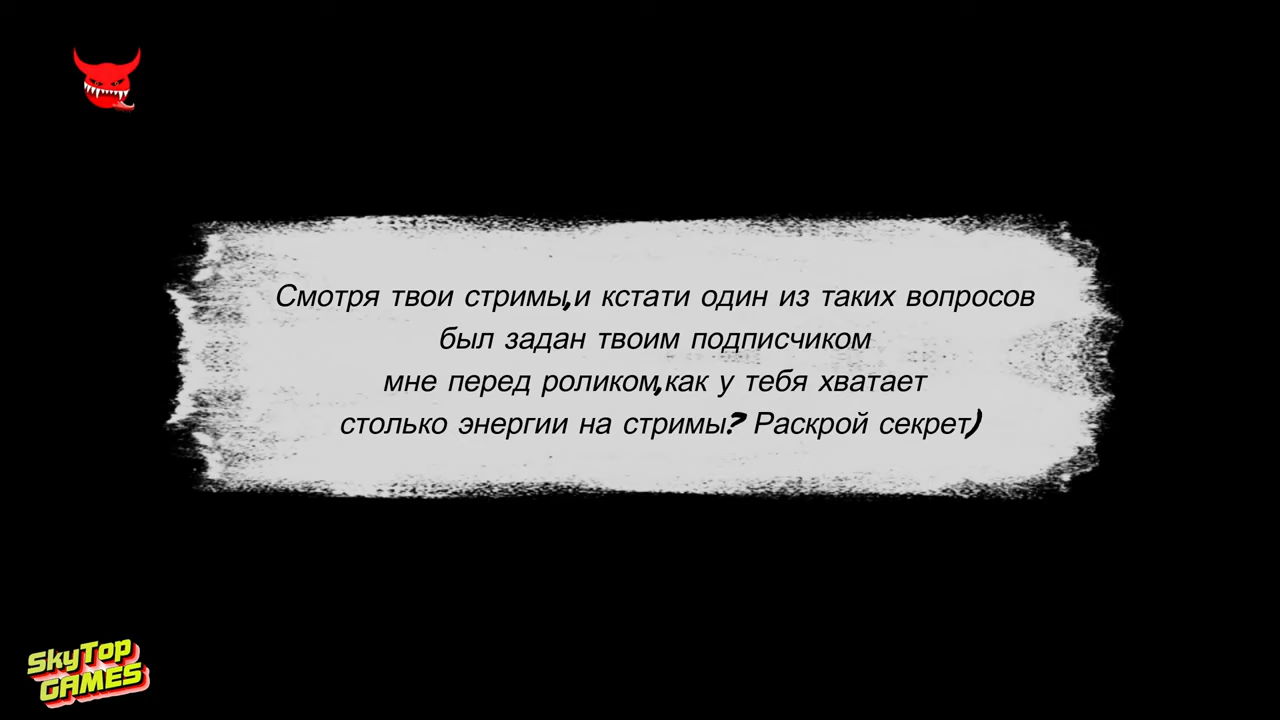 Смотря твои стримы,и кстати один из таких вопросов
был задан твоим подписчиком
мне перед роликом,как у тебя хватает
столько энергии на стримы? Раскрой секрет)
SkyTop
GAMES